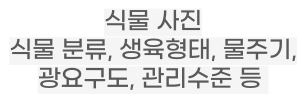 식물 사진
식물 분류, 생육형태, 물주기,
광요구도, 관리수준 등